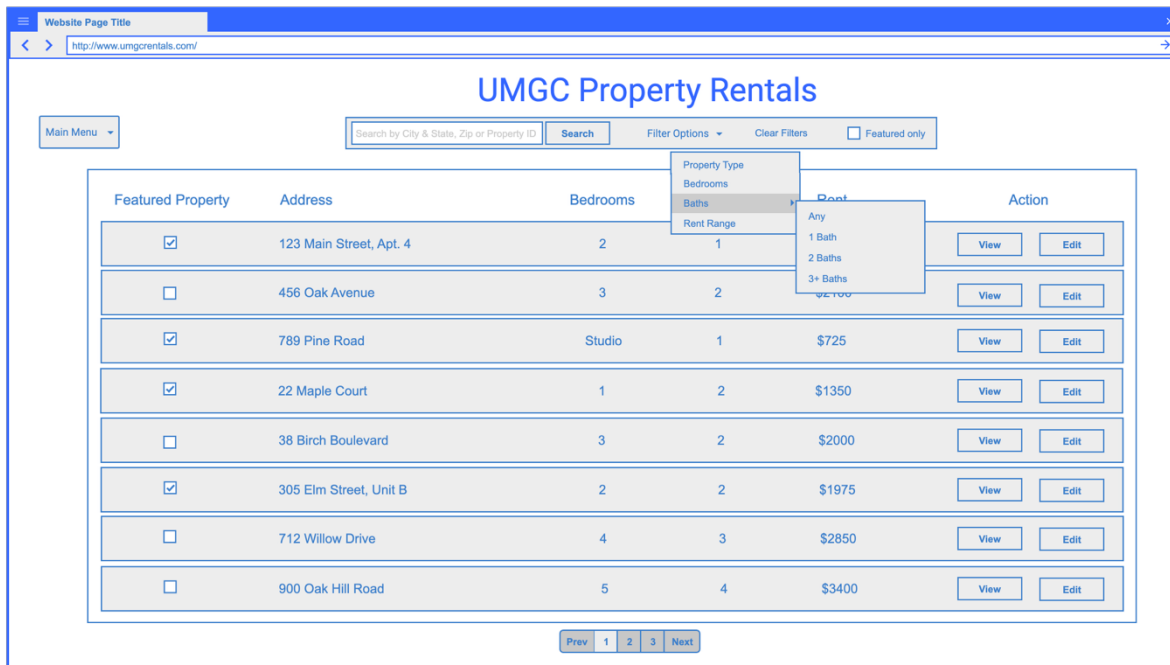 Website Page Title
http://www.umgcrentals.com/
UMGC Property Rentals
Main Menu
Search by City & State, Zip or Property ID Search Filter Options Clear Filters Featured only
Property Type
Bedrooms
Baths
Rent Range
Any
1 Bath
2 Baths
3+ Baths
Featured Property Address Bedrooms Rent Action
123 Main Street, Apt. 4 2 1 View Edit
456 Oak Avenue 3 2 View Edit
789 Pine Road Studio 1 $725 View Edit
22 Maple Court 1 2 $1350 View Edit
38 Birch Boulevard 3 2 $2000 View Edit
305 Elm Street, Unit B 2 2 $1975 View Edit
712 Willow Drive 4 3 $2850 View Edit
900 Oak Hill Road 5 4 $3400 View Edit
Prev 1 2 3 Next